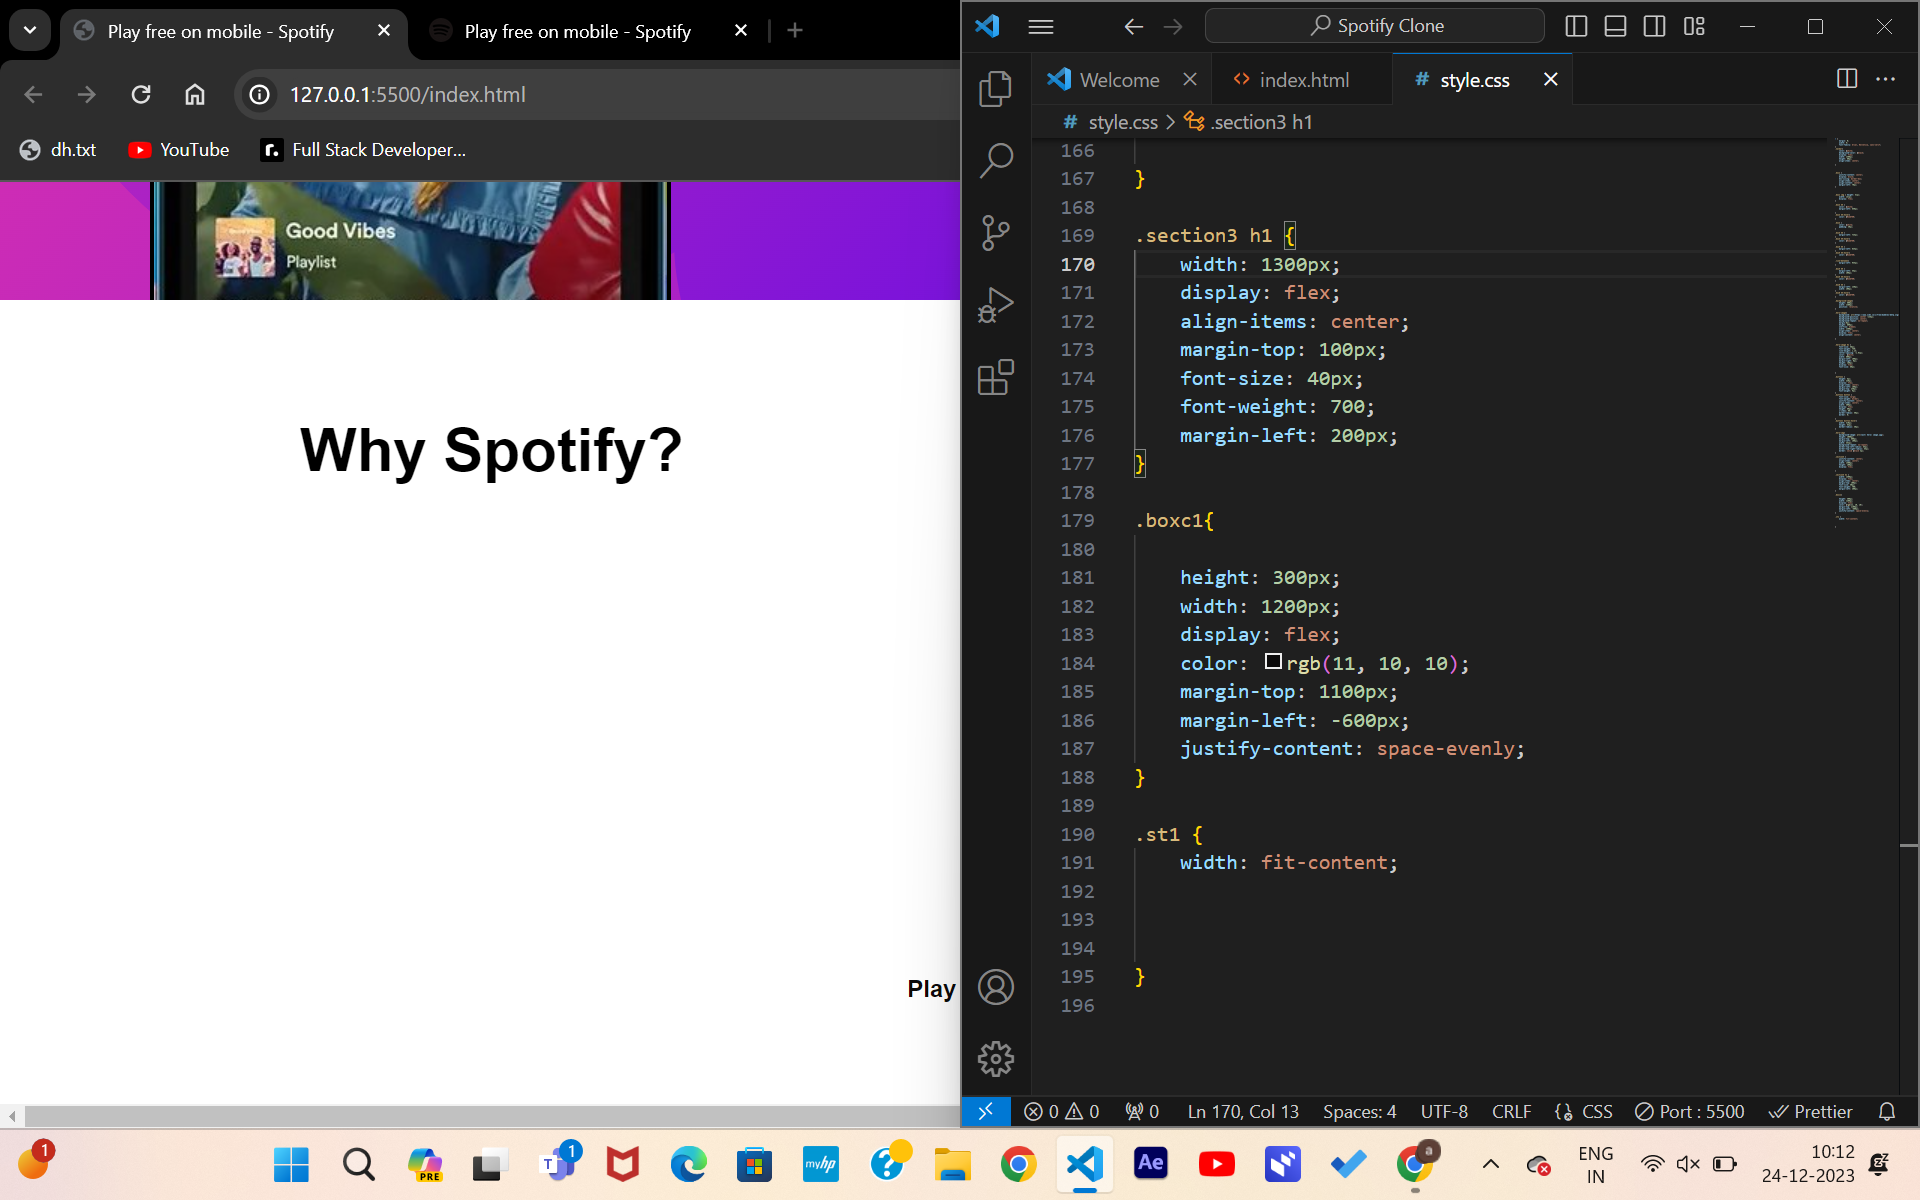 Play free on mobile - Spotify
Play free on mobile - Spotify
127.0.0.1:5500/index.html
dh.txt
YouTube
Full Stack Developer...
Good Vibes
Playlist
Why Spotify?
Play
Spotify Clone
Welcome
index.html
# style.css
# style.css > .section3 h1
166
167 }
168
169 .section3 h1 {
170 width: 1300px;
171 display: flex;
172 align-items: center;
173 margin-top: 100px;
174 font-size: 40px;
175 font-weight: 700;
176 margin-left: 200px;
177 }
178
179 .boxc1{
180
181 height: 300px;
182 width: 1200px;
183 display: flex;
184 color: rgb(11, 10, 10);
185 margin-top: 1100px;
186 margin-left: -600px;
187 justify-content: space-evenly;
188 }
189
190 .st1 {
191 width: fit-content;
192
193
194
195 }
196
0 0 0 Ln 170, Col 13 Spaces: 4 UTF-8 CRLF CSS Port : 5500 Prettier
1
PRE
T 1
myhp
?
Ae
a
ENG
IN
10:12
24-12-2023